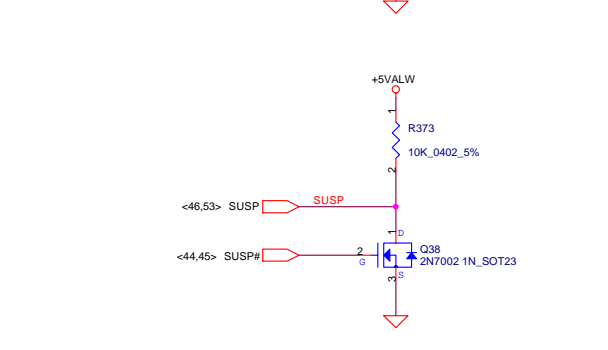 +5VALW
1
R373
10K_0402_5%
2
<46,53> SUSP SUSP
1 D
<44,45> SUSP# 2 G
Q38
2N7002 1N_SOT23
3 S